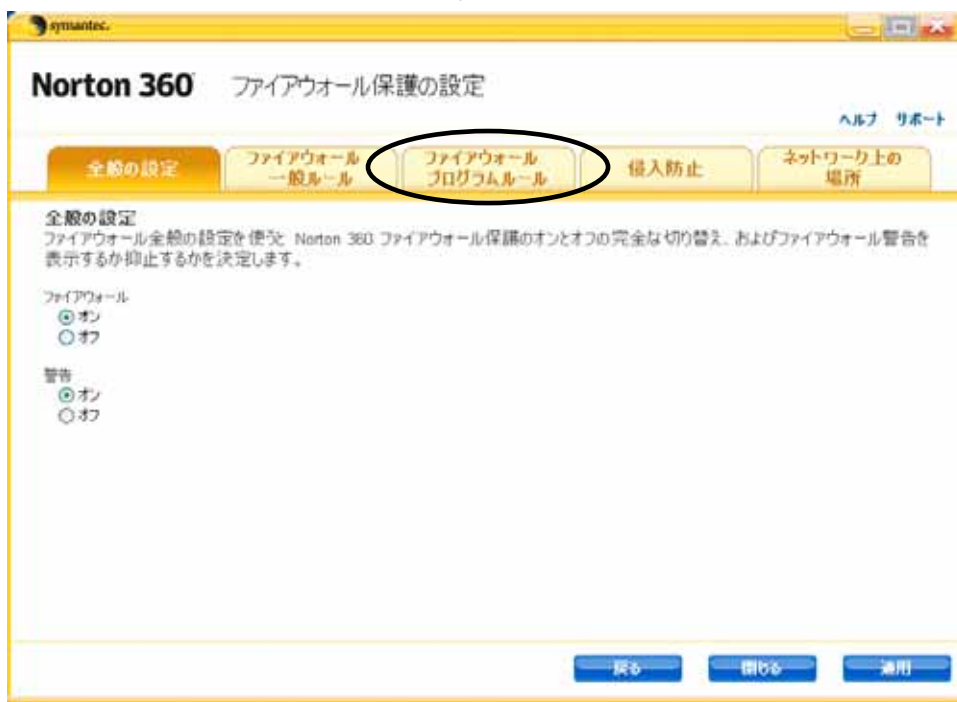 symantec.
Norton 360 ファイアウォール保護の設定
ヘルプ サポート
全般の設定
ファイアウォール
一般ルール
ファイアウォール
プログラムルール
侵入防止
ネットワーク上の
場所
全般の設定
ファイアウォール全般の設定を使うと Norton 360 ファイアウォール保護のオンとオフの完全な切り替え、およびファイアウォール警告を
表示するか抑止するかを決定します。
ファイアウォール
オン
オフ
警告
オン
オフ
戻る 閉じる 適用